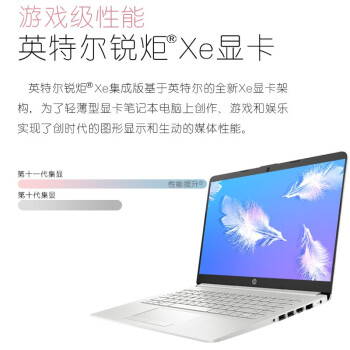 游戏级性能
英特尔锐炬®Xe显卡
英特尔锐炬®Xe集成版基于英特尔的全新Xe显卡架
构，为了轻薄型显卡笔记本电脑上创作、游戏和娱乐
实现了创时代的图形显示和生动的媒体性能。
第十一代集显
性能提升®
第十代集显
hp